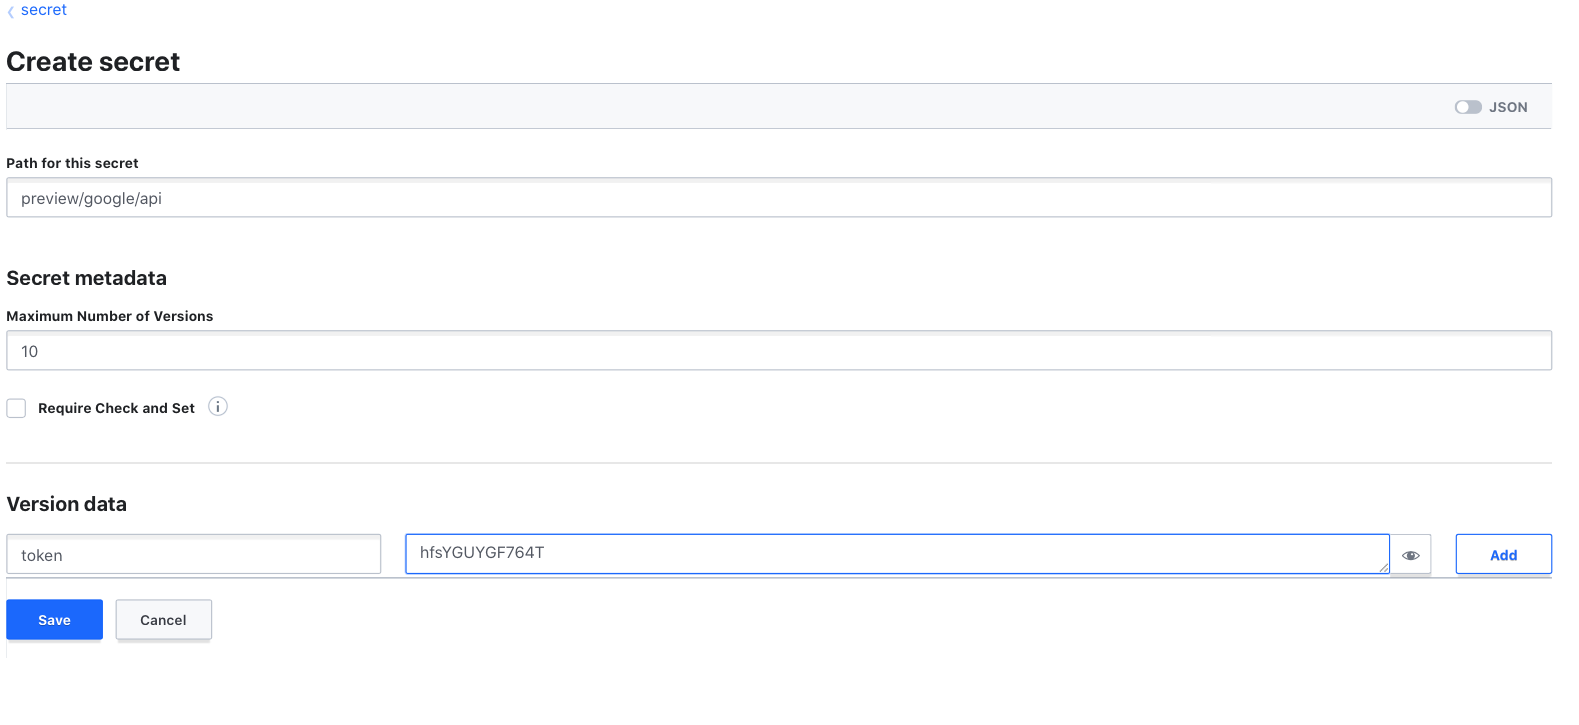 secret
Create secret
JSON
Path for this secret
preview/google/api
Secret metadata
Maximum Number of Versions
10
Require Check and Set
Version data
token hfsYGUYGF764T Add
Save Cancel